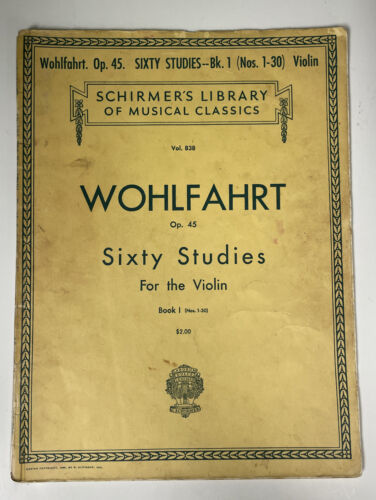 Wohlfahrt. Op. 45. SIXTY STUDIES--Bk. 1 (Nos. 1-30) Violin
SCHIRMER'S LIBRARY
OF MUSICAL CLASSICS
Vol. 838
WOHLFAHRT
Op. 45
Sixty Studies
For the Violin
Book I (Nos. 1-30)
$2.00